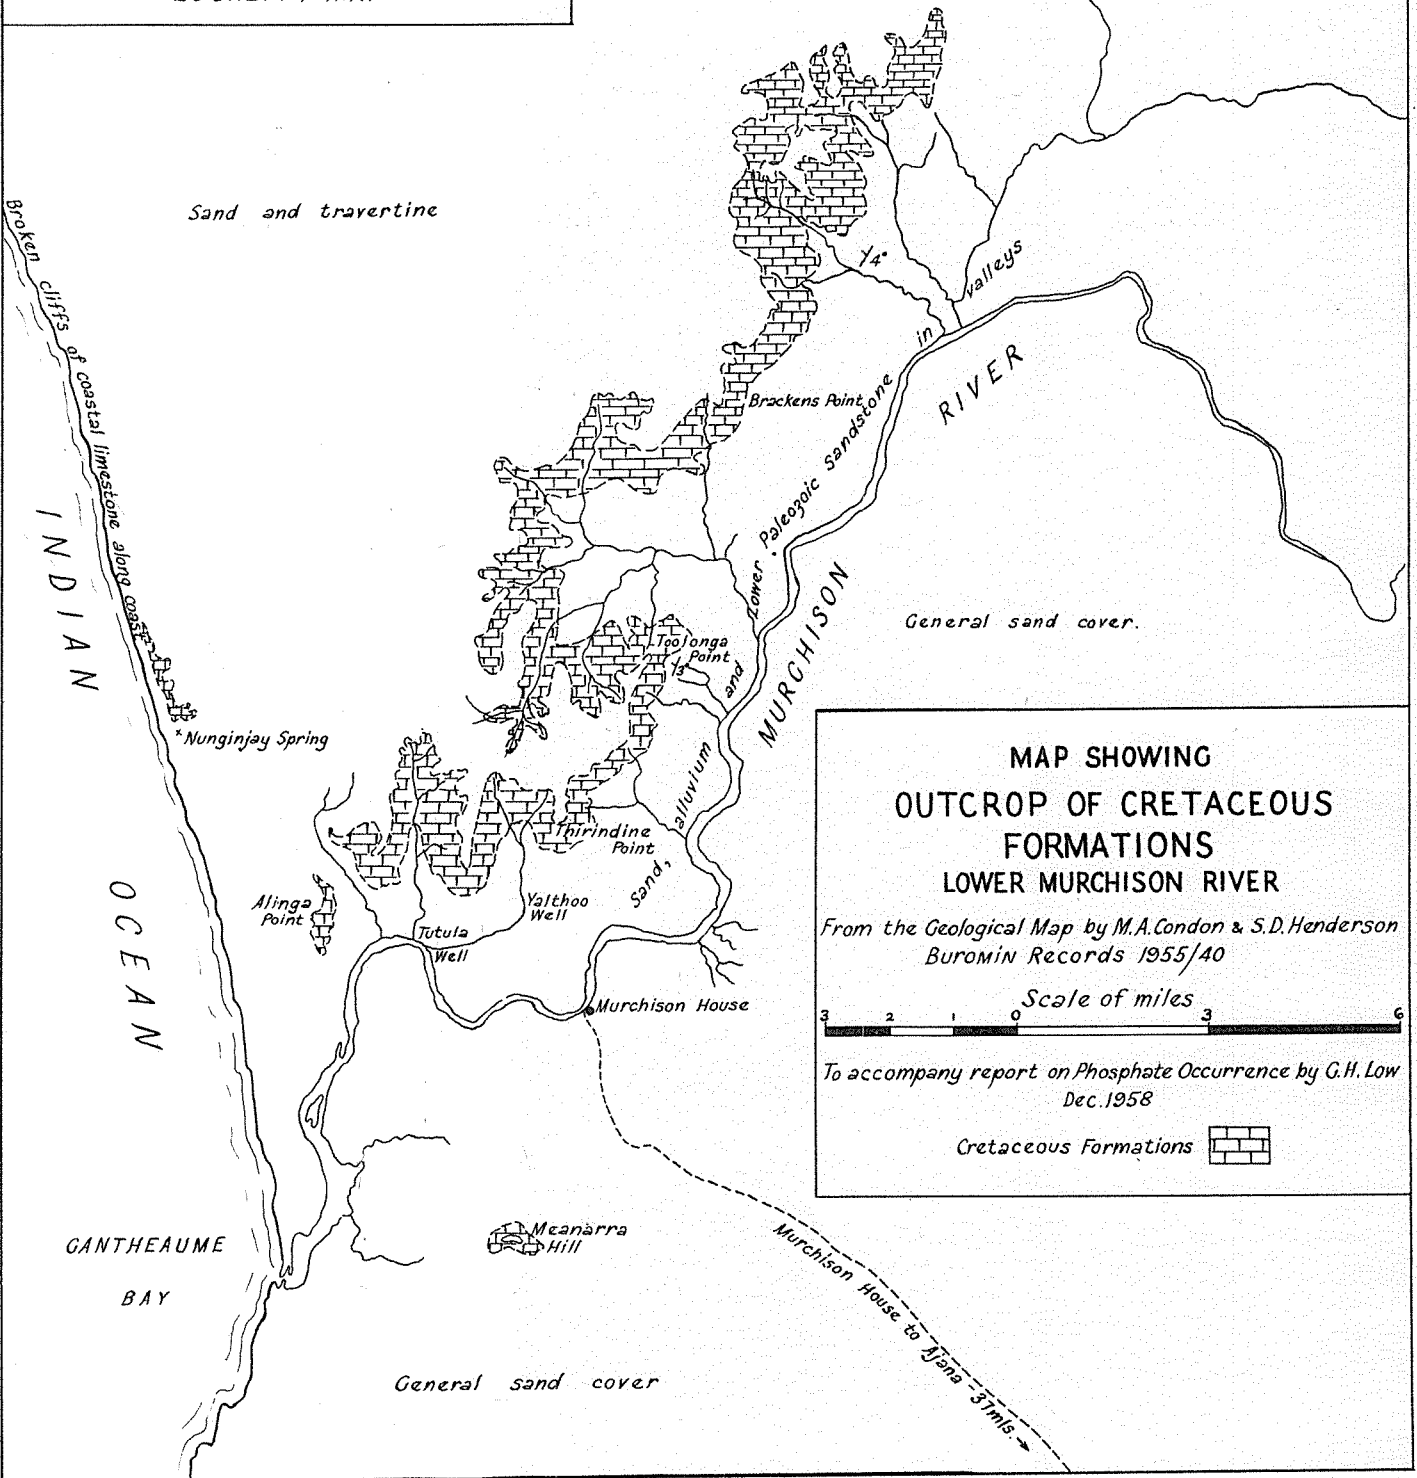 Sand and travertine
Broken cliffs of coastal limestone along coast
INDIAN
OCEAN
Nunginjay Spring
Y4°
Sand, alluvium and Lower Paleozoic Sandstone in valleys
Brackens Point
MURCHISON
RIVER
General sand cover.
Toolonga
Point
Y3°
Thirindine
Point
Alinga
Point
Tutula
Well
Yalthoo
Well
Murchison House
GANTHEAUME
BAY
Meanarra
Hill
Murchison House to Ajana - 37mls.
General sand cover
MAP SHOWING
OUTCROP OF CRETACEOUS
FORMATIONS
LOWER MURCHISON RIVER
From the Geological Map by M.A. Condon & S.D. Henderson
BUROMIN Records 1955/40
Scale of miles
3 2 1 0 3 6
To accompany report on Phosphate Occurrence by G.H. Low
Dec. 1958
Cretaceous Formations